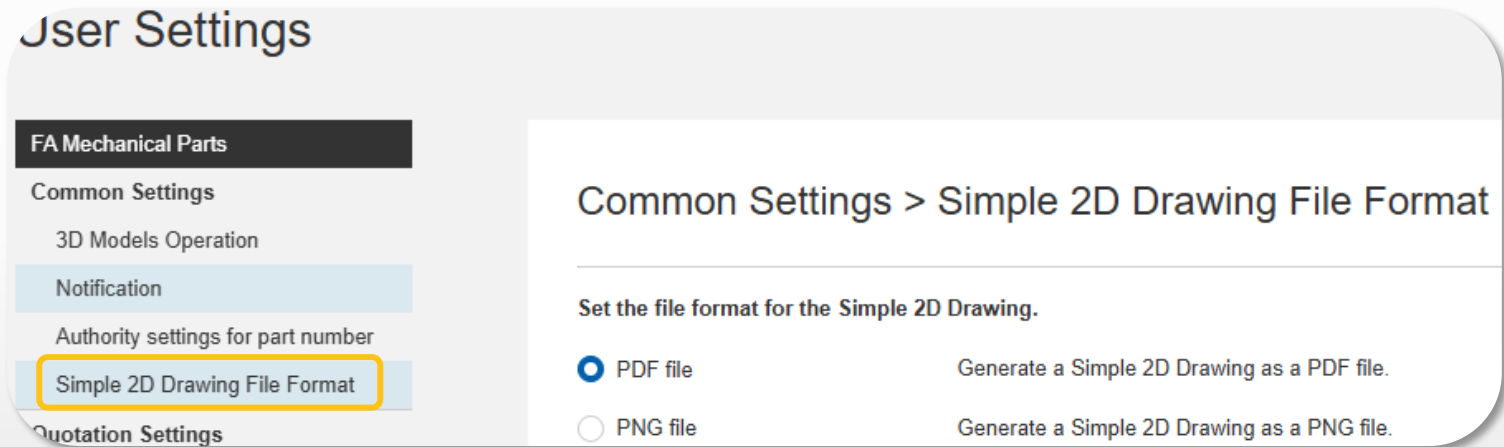 User Settings
FA Mechanical Parts
Common Settings
3D Models Operation
Notification
Authority settings for part number
Simple 2D Drawing File Format
Quotation Settings
Common Settings > Simple 2D Drawing File Format
Set the file format for the Simple 2D Drawing.
PDF file Generate a Simple 2D Drawing as a PDF file.
PNG file Generate a Simple 2D Drawing as a PNG file.